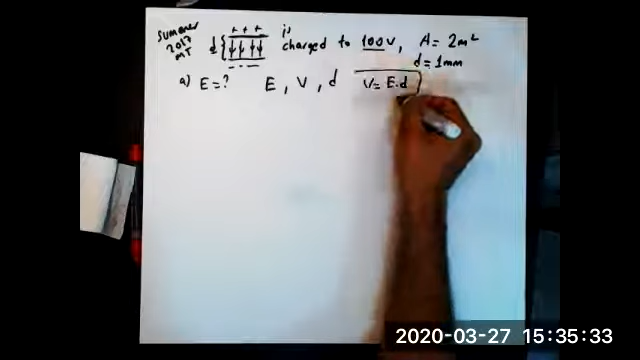 Summer 2017 MT
d
+ + +
- - -
is charged to 100V, A = 2m²
d = 1mm
a) E = ? E, V, d V = E.d
2020-03-27 15:35:33